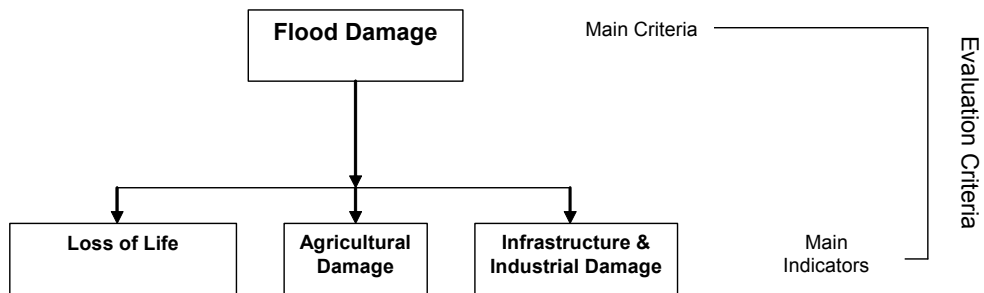 Flood Damage
Main Criteria
Evaluation Criteria
Loss of Life
Agricultural
Damage
Infrastructure &
Industrial Damage
Main
Indicators